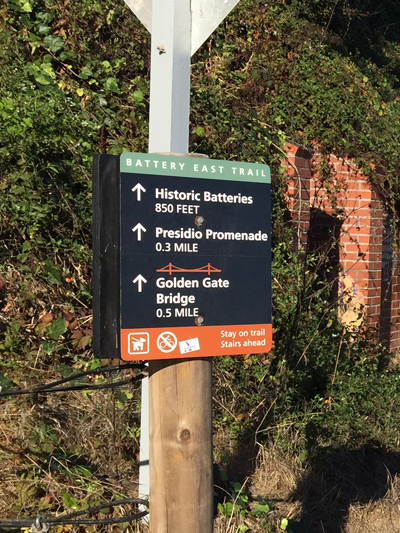 BATTERY EAST TRAIL
Historic Batteries
850 FEET
Presidio Promenade
0.3 MILE
Golden Gate
Bridge
0.5 MILE
Stay on trail
Stairs ahead